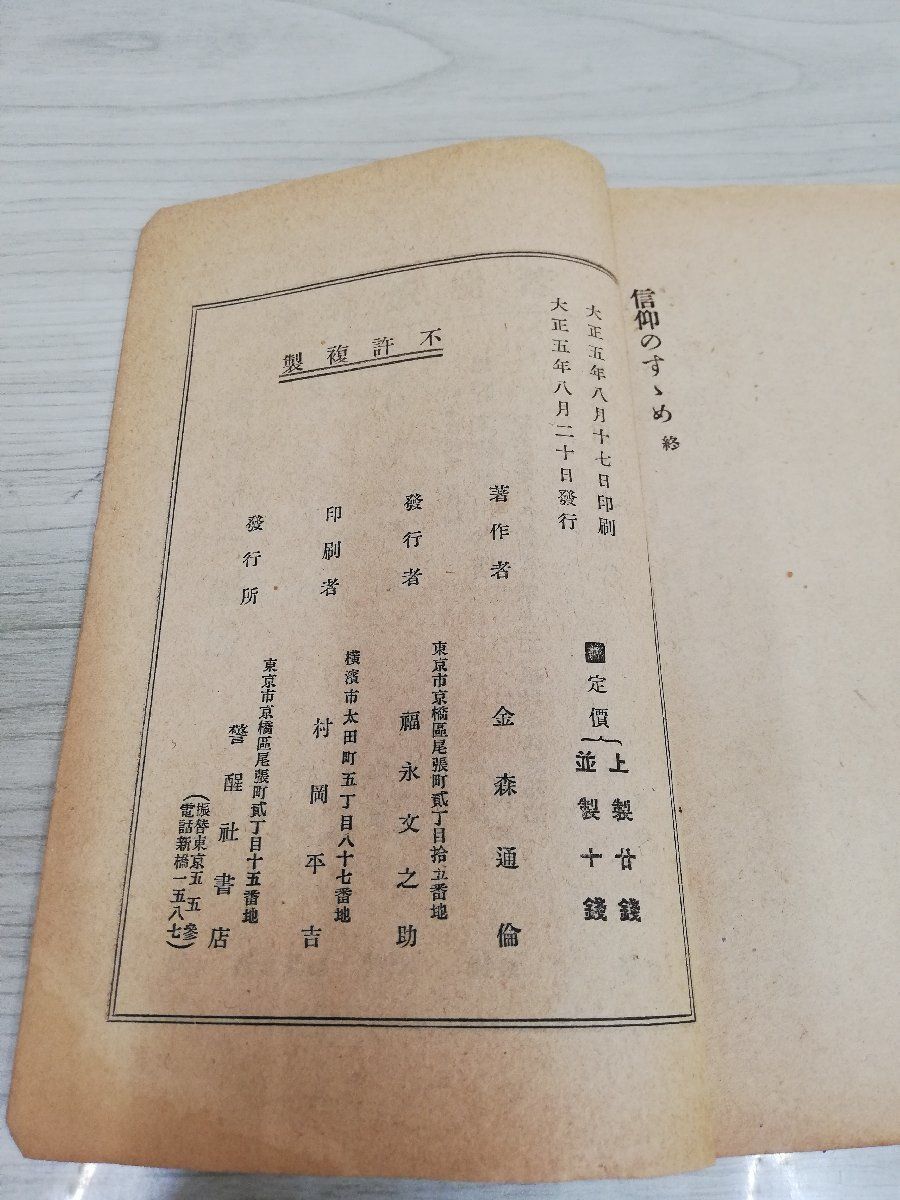 信仰のすゝめ 終
大正五年八月十七日印刷
大正五年八月二十日發行
定價
上製廿錢
並製十錢
不許複製
著作者 金森通倫
東京市京橋區尾張町貳丁目拾五番地
發行者 福永文之助
橫濱市太田町五丁目八十七番地
印刷者 村岡平吉
東京市京橋區尾張町貳丁目十五番地
發行所 警醒社書店
(振替東京五五參
電話新橋一五八七)